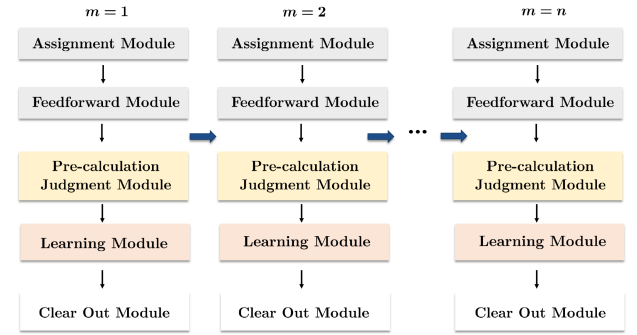 m = 1
Assignment Module
Feedforward Module
Pre-calculation
Judgment Module
Learning Module
Clear Out Module
m = 2
Assignment Module
Feedforward Module
Pre-calculation
Judgment Module
Learning Module
Clear Out Module
...
m = n
Assignment Module
Feedforward Module
Pre-calculation
Judgment Module
Learning Module
Clear Out Module